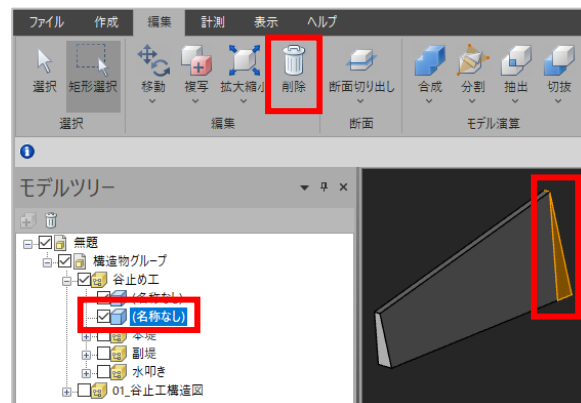 ファイル 作成 編集 計測 表示 ヘルプ
選択 矩形選択 移動 複写 拡大縮小 削除 断面切り出し 合成 分割 抽出 切抜
選択 編集 断面 モデル演算
モデルツリー
無題
構造物グループ
谷止め工
(名称なし)
(名称なし)
本堤
副堤
水叩き
01_谷止工構造図